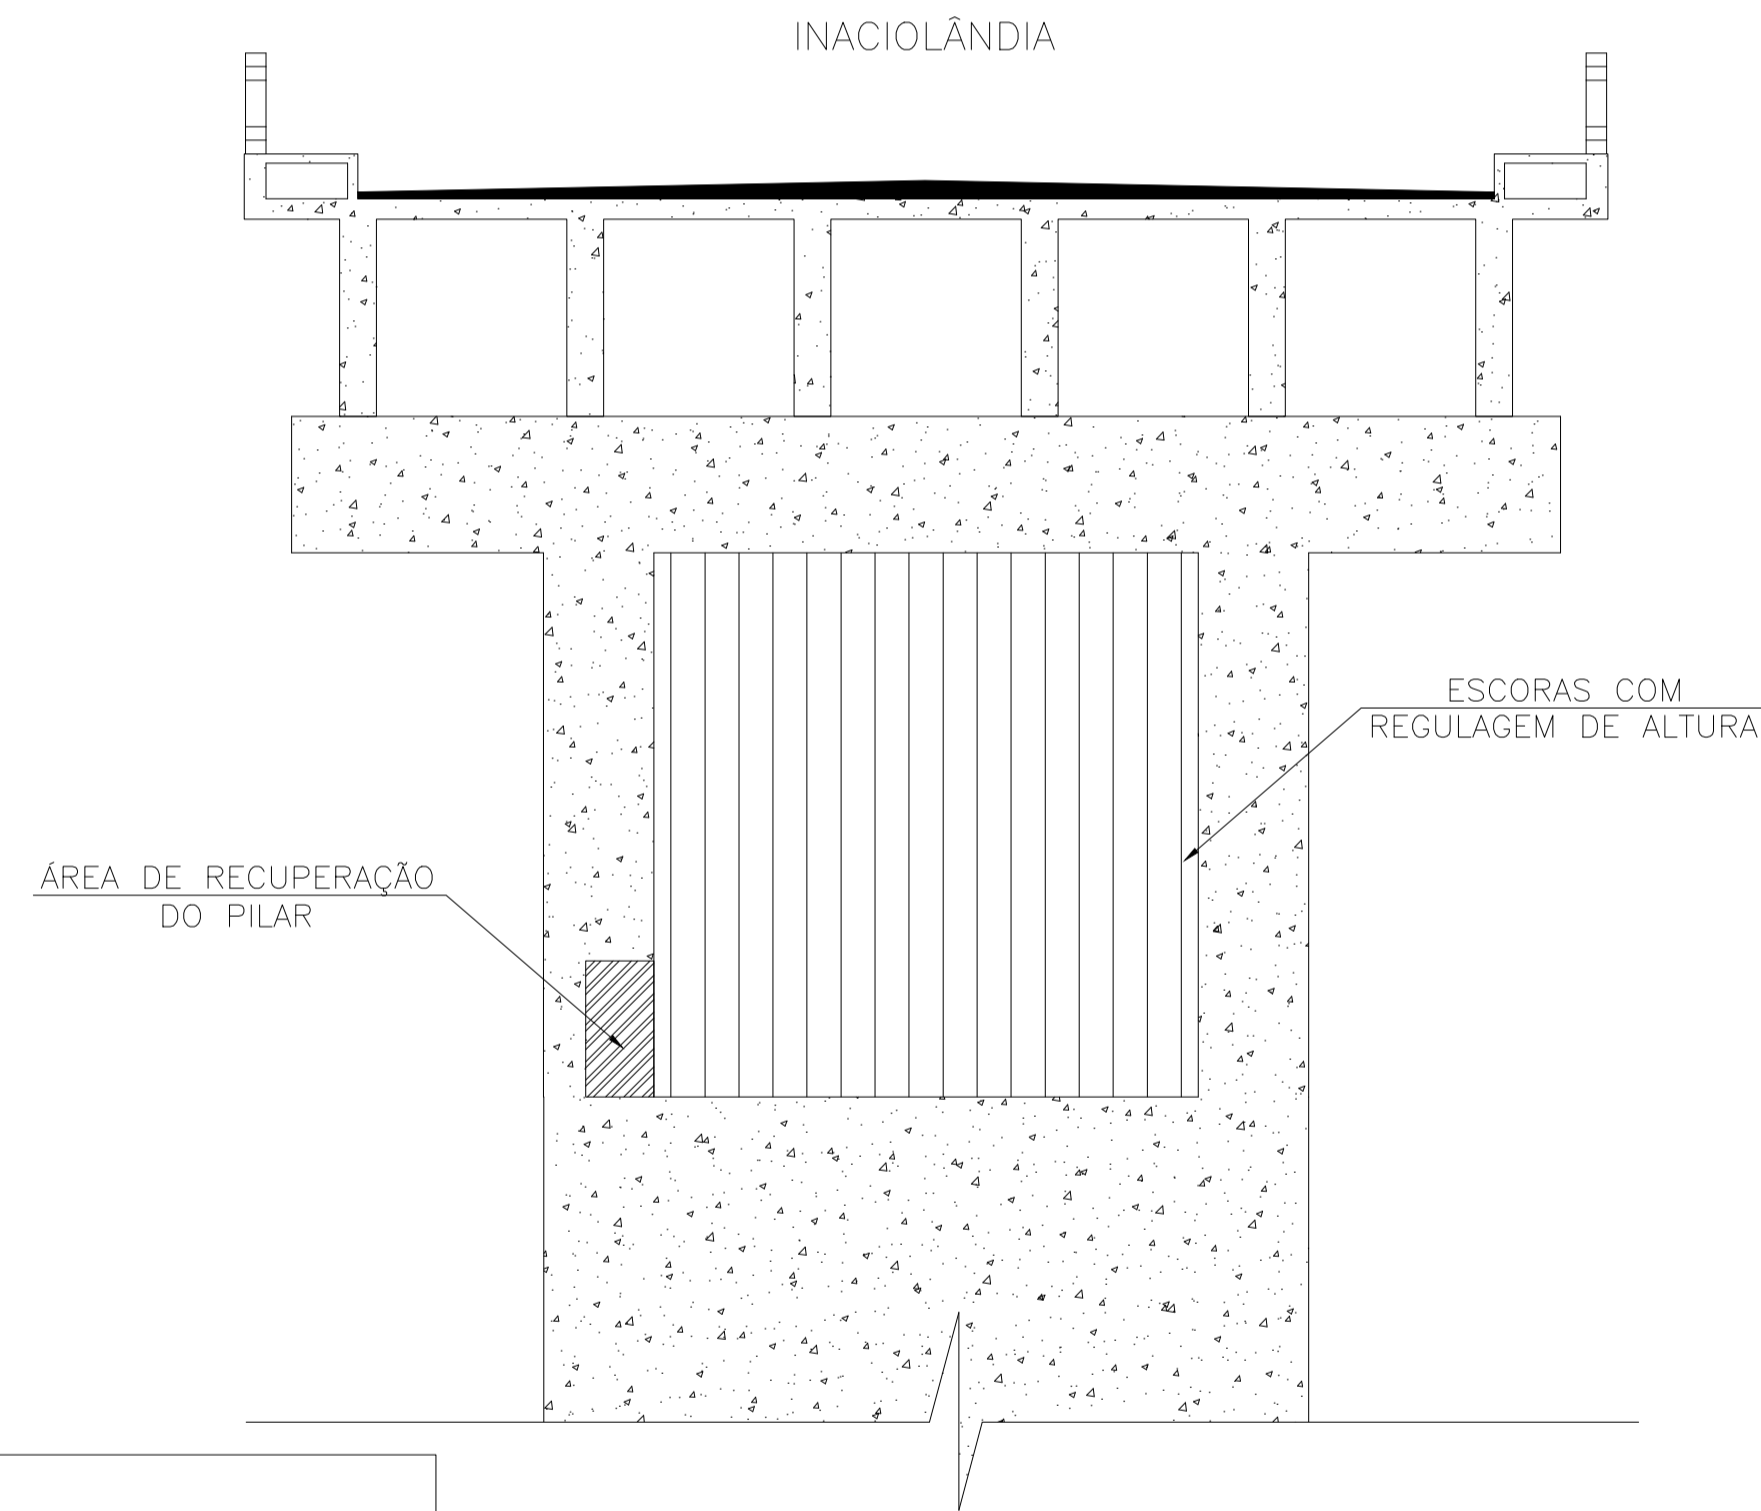 INACIOLÂNDIA
ESCORAS COM
REGULAGEM DE ALTURA
ÁREA DE RECUPERAÇÃO
DO PILAR